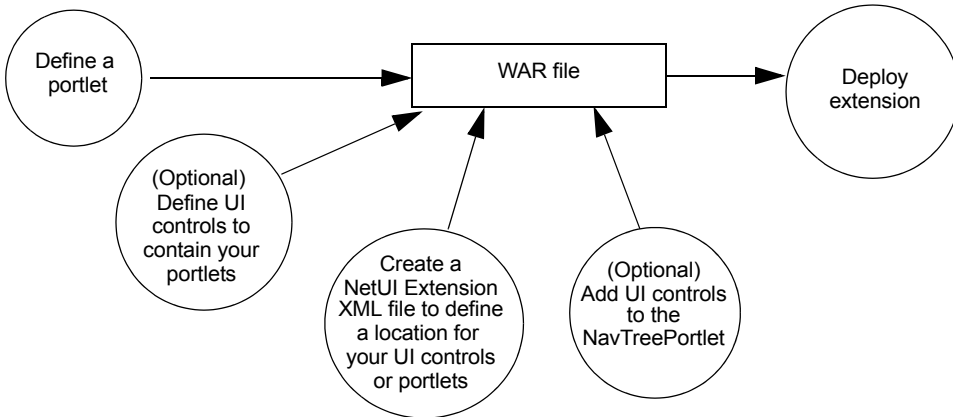 Define a
portlet
WAR file
Deploy
extension
(Optional)
Define UI
controls to
contain your
portlets
Create a
NetUI Extension
XML file to define
a location for
your UI controls
or portlets
(Optional)
Add UI controls
to the
NavTreePortlet